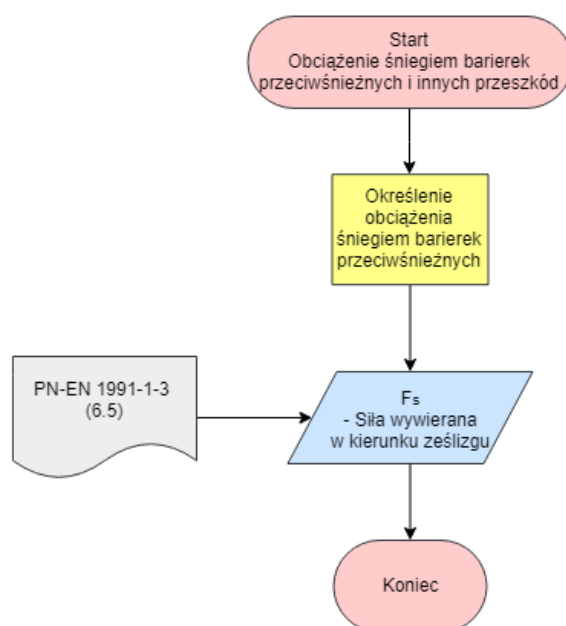 Start
Obciążenie śniegiem barierek
przeciwśnieżnych i innych przeszkód
Określenie
obciążenia
śniegiem barierek
przeciwśnieżnych
PN-EN 1991-1-3
(6.5)
Fs
- Siła wywierana
w kierunku ześlizgu
Koniec